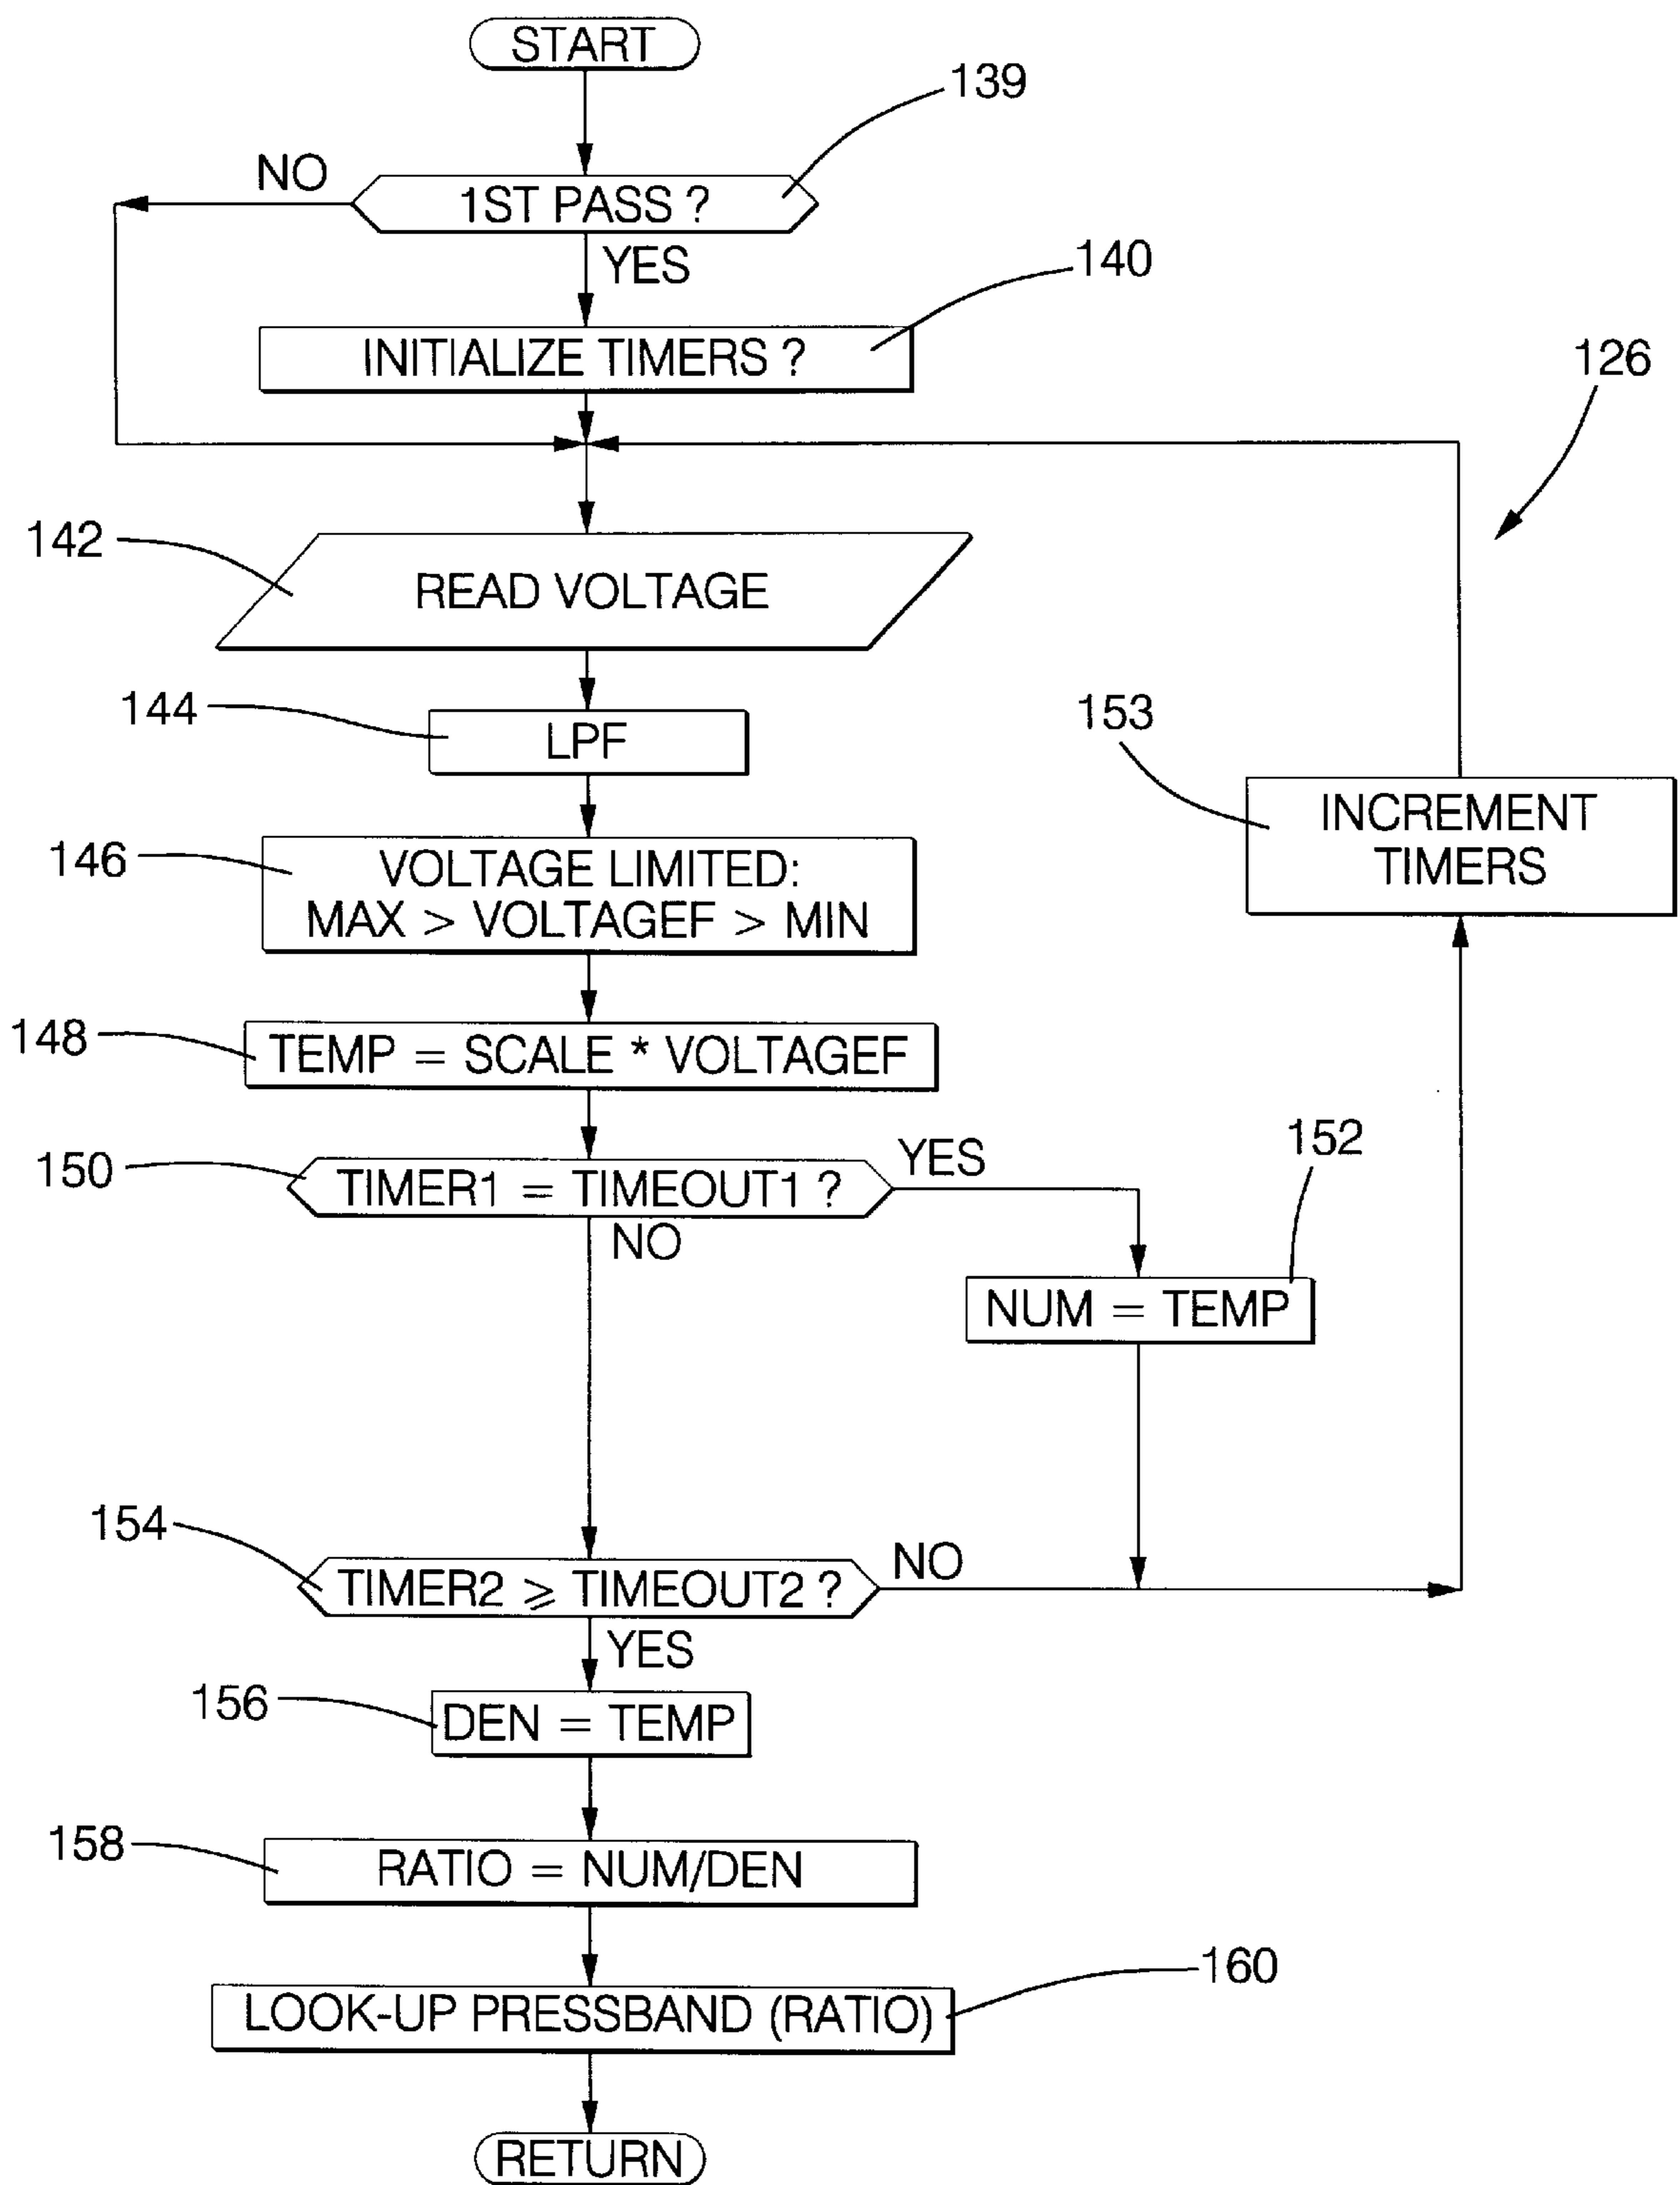 START
139
NO
1ST PASS ?
YES
140
INITIALIZE TIMERS ?
126
142
READ VOLTAGE
144
LPF
153
INCREMENT
TIMERS
146
VOLTAGE LIMITED:
MAX > VOLTAGEF > MIN
148
TEMP = SCALE * VOLTAGEF
150
TIMER1 = TIMEOUT1 ?
YES
152
NO
NUM = TEMP
154
TIMER2 ⩾ TIMEOUT2 ?
NO
YES
156
DEN = TEMP
158
RATIO = NUM/DEN
160
LOOK-UP PRESSBAND (RATIO)
RETURN